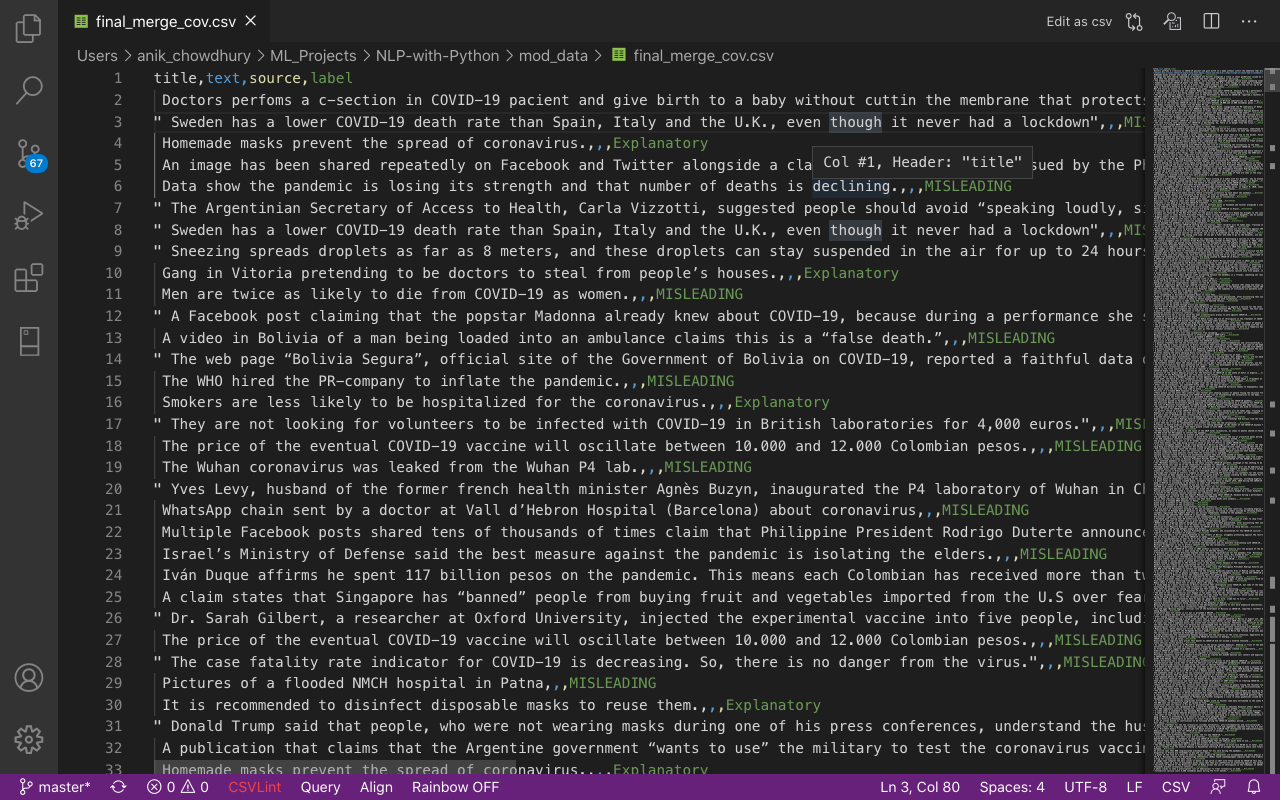 final_merge_cov.csv
Edit as csv
Users > anik_chowdhury > ML_Projects > NLP-with-Python > mod_data > final_merge_cov.csv
1 title,text,source,label
2 Doctors perfoms a c-section in COVID-19 pacient and give birth to a baby without cuttin the membrane that protects
3 " Sweden has a lower COVID-19 death rate than Spain, Italy and the U.K., even though it never had a lockdown",,,MIS
4 Homemade masks prevent the spread of coronavirus.,,,Explanatory
5 An image has been shared repeatedly on Facebook and Twitter alongside a cla sued by the Ph
Col #1, Header: "title"
6 Data show the pandemic is losing its strength and that number of deaths is declining.,,,MISLEADING
7 " The Argentinian Secretary of Access to Health, Carla Vizzotti, suggested people should avoid “speaking loudly, si
8 " Sweden has a lower COVID-19 death rate than Spain, Italy and the U.K., even though it never had a lockdown",,,MIS
9 " Sneezing spreads droplets as far as 8 meters, and these droplets can stay suspended in the air for up to 24 hours
10 Gang in Vitoria pretending to be doctors to steal from people’s houses.,,,Explanatory
11 Men are twice as likely to die from COVID-19 as women.,,,MISLEADING
12 " A Facebook post claiming that the popstar Madonna already knew about COVID-19, because during a performance she s
13 A video in Bolivia of a man being loaded into an ambulance claims this is a “false death.”,,,MISLEADING
14 " The web page “Bolivia Segura”, official site of the Government of Bolivia on COVID-19, reported a faithful data
15 The WHO hired the PR-company to inflate the pandemic.,,,MISLEADING
16 Smokers are less likely to be hospitalized for the coronavirus.,,,Explanatory
17 " They are not looking for volunteers to be infected with COVID-19 in British laboratories for 4,000 euros.",,,MISL
18 The price of the eventual COVID-19 vaccine will oscillate between 10.000 and 12.000 Colombian pesos.,,,MISLEADING
19 The Wuhan coronavirus was leaked from the Wuhan P4 lab.,,,MISLEADING
20 " Yves Levy, husband of the former french health minister Agnès Buzyn, inaugurated the P4 laboratory of Wuhan in Ch
21 WhatsApp chain sent by a doctor at Vall d’Hebron Hospital (Barcelona) about coronavirus,,,MISLEADING
22 Multiple Facebook posts shared tens of thousands of times claim that Philippine President Rodrigo Duterte announce
23 Israel’s Ministry of Defense said the best measure against the pandemic is isolating the elders.,,,MISLEADING
24 Iván Duque affirms he spent 117 billion pesos on the pandemic. This means each Colombian has received more than tw
25 A claim states that Singapore has “banned” people from buying fruit and vegetables imported from the U.S over fear
26 " Dr. Sarah Gilbert, a researcher at Oxford University, injected the experimental vaccine into five people, includi
27 The price of the eventual COVID-19 vaccine will oscillate between 10.000 and 12.000 Colombian pesos.,,,MISLEADING
28 " The case fatality rate indicator for COVID-19 is decreasing. So, there is no danger from the virus.",,,MISLEADING
29 Pictures of a flooded NMCH hospital in Patna,,,MISLEADING
30 It is recommended to disinfect disposable masks to reuse them.,,,Explanatory
31 " Donald Trump said that people, who were not wearing masks during one of his press conferences, understand the hus
32 A publication that claims that the Argentine government “wants to use” the military to test the coronavirus vaccin
33 Homemade masks prevent the spread of coronavirus.,,,Explanatory
67
master* 0 0 CSVLint Query Align Rainbow OFF Ln 3, Col 80 Spaces: 4 UTF-8 LF CSV